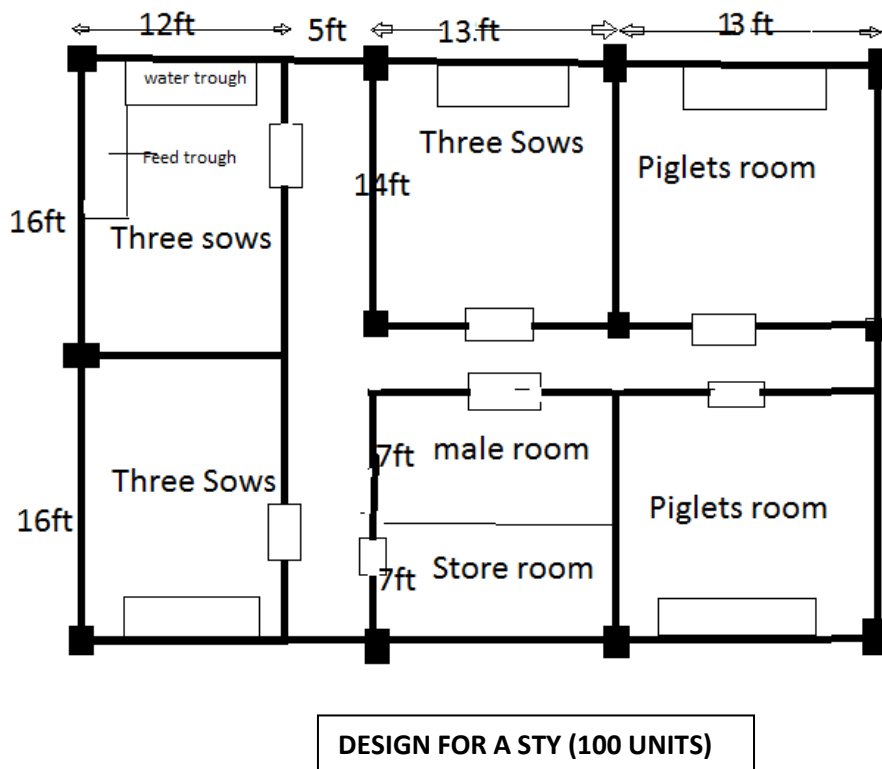 12ft
5ft
13.ft
13 ft
water trough
Feed trough
Three Sows
Piglets room
14ft
16ft
Three sows
Three Sows
16ft
7ft
male room
Piglets room
7ft
Store room
DESIGN FOR A STY (100 UNITS)